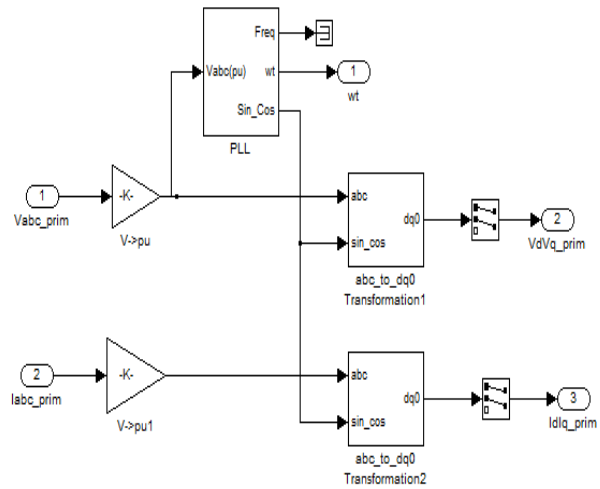 Freq
Vabc(pu)
wt
Sin_Cos
PLL
1
wt
1
Vabc_prim
-K-
V->pu
abc
dq0
sin_cos
abc_to_dq0
Transformation1
2
VdVq_prim
2
Iabc_prim
-K-
V->pu1
abc
dq0
sin_cos
abc_to_dq0
Transformation2
3
IdIq_prim